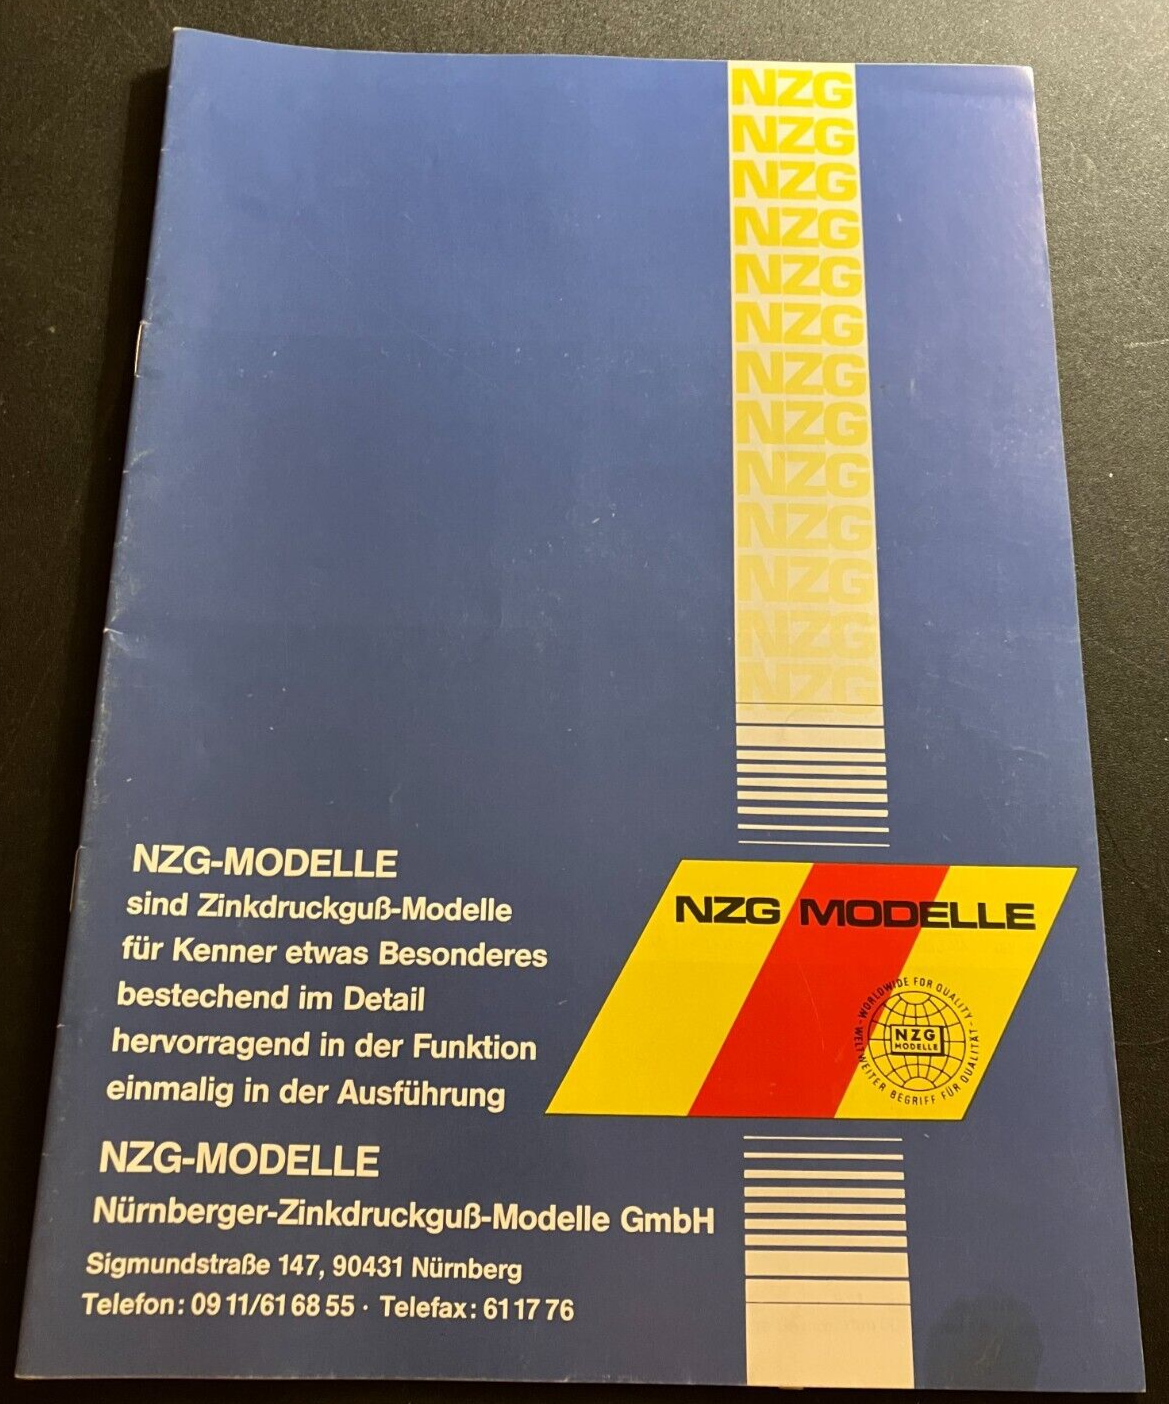 NZG
NZG
NZG
NZG
NZG
NZG
NZG
NZG
NZG
NZG
NZG
NZG
NZG
NZG-MODELLE
sind Zinkdruckguß-Modelle
für Kenner etwas Besonderes
bestechend im Detail
hervorragend in der Funktion
einmalig in der Ausführung
NZG MODELLE
WORLDWIDE FOR QUALITY -
NZG
MODELLE
WELTWEITER BEGRIFF FÜR QUALITÄT -
NZG-MODELLE
Nürnberger-Zinkdruckguß-Modelle GmbH
Sigmundstraße 147, 90431 Nürnberg
Telefon: 09 11/61 68 55 · Telefax: 61 17 76